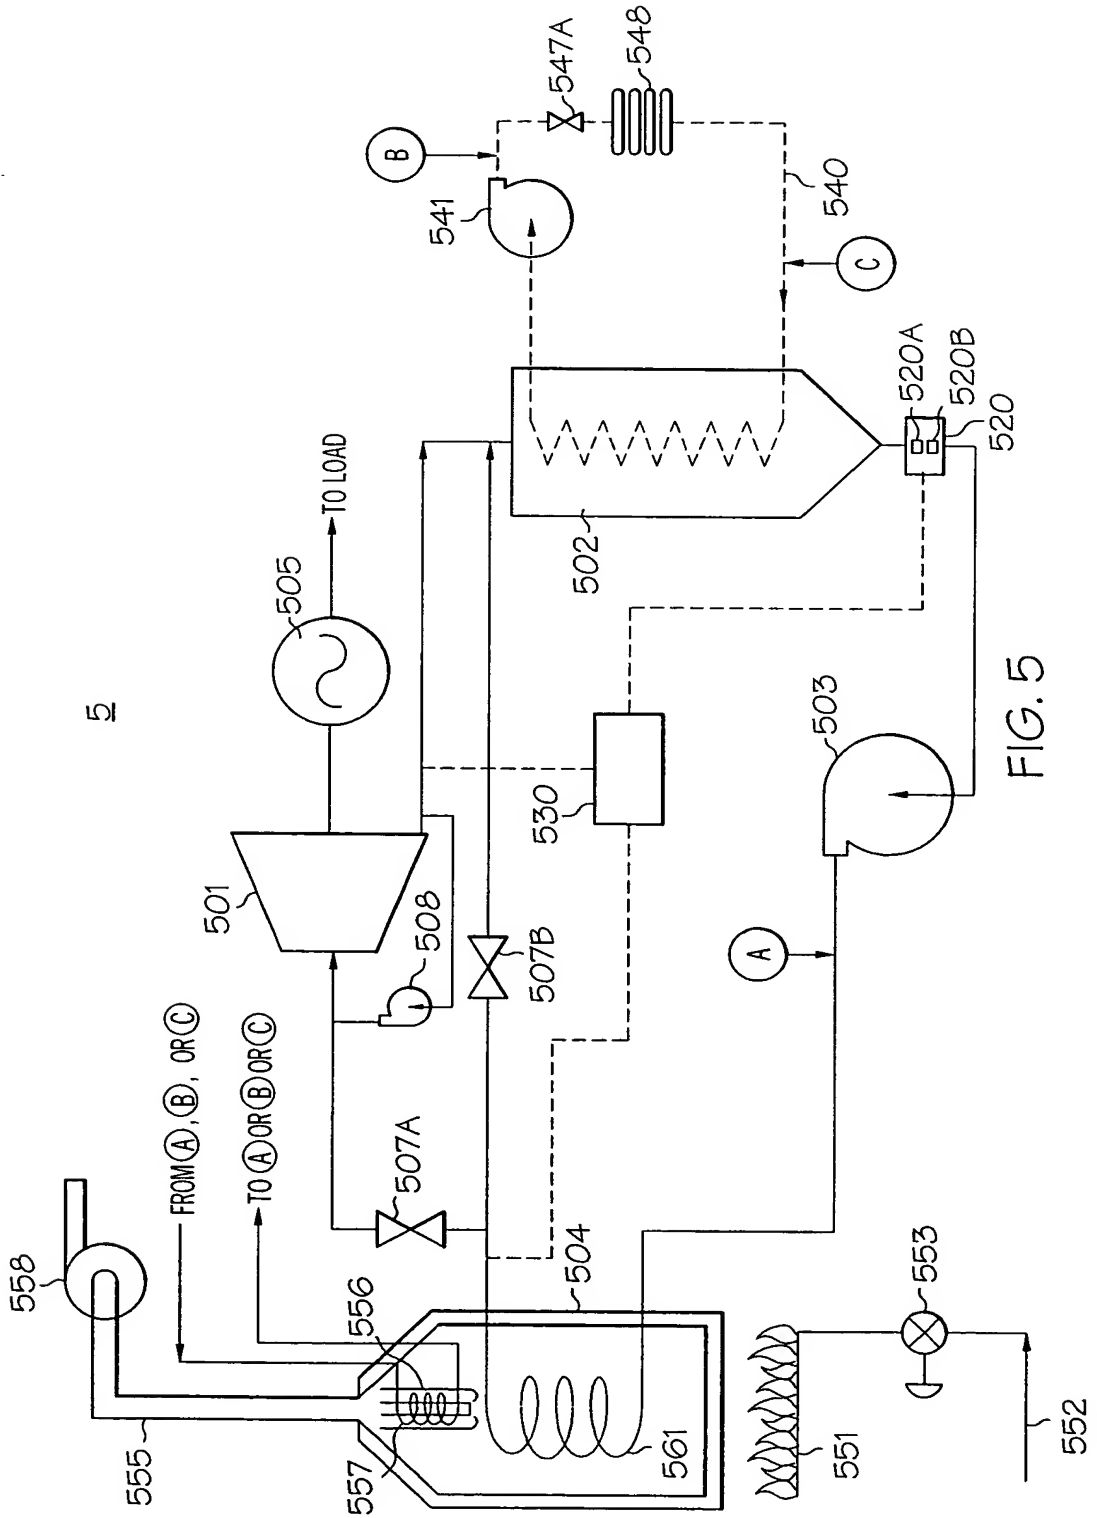 5
558
555
FROM Ⓐ, Ⓑ, OR Ⓒ
TO Ⓐ OR Ⓑ OR Ⓒ
556
557
504
561
551
552
553
507A
507B
508
501
505
TO LOAD
530
A
503
502
520A
520B
520
541
B
547A
548
540
C
FIG. 5